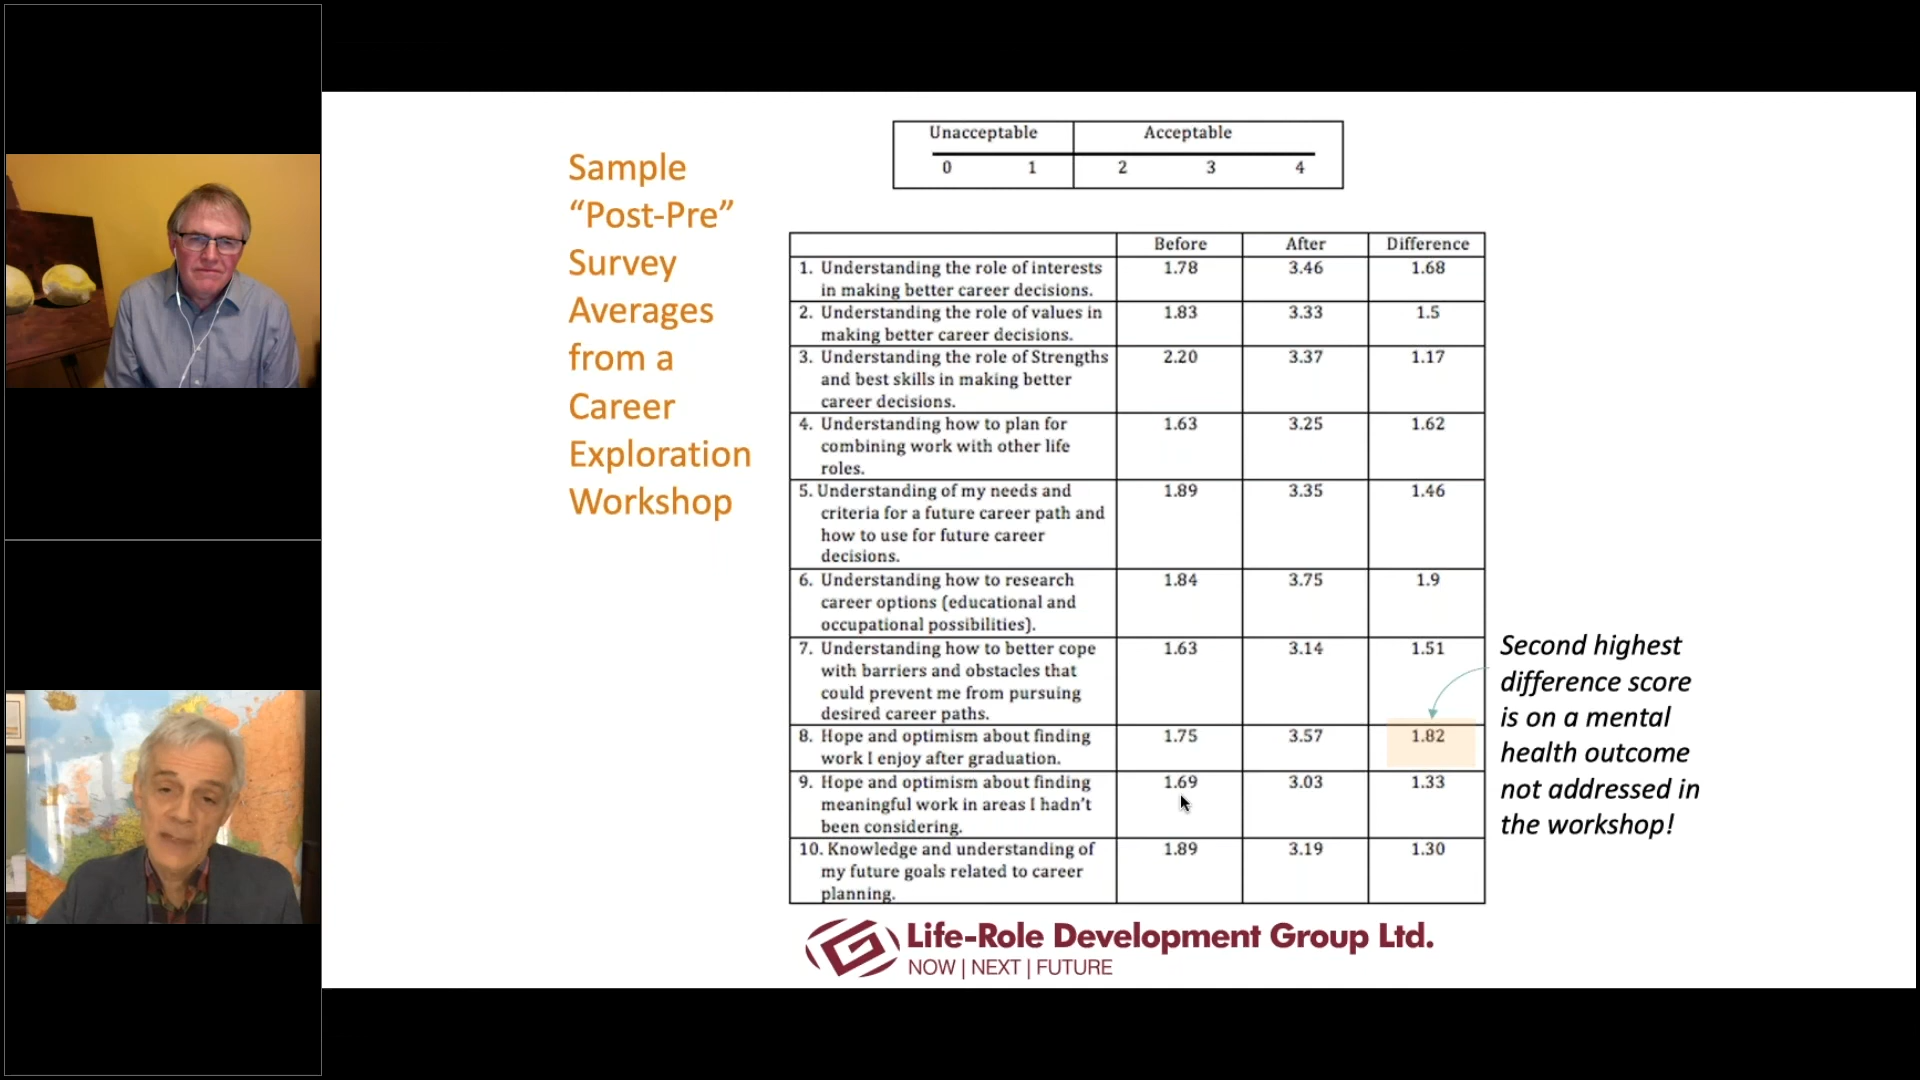 Sample
“Post-Pre”
Survey
Averages
from a
Career
Exploration
Workshop
Unacceptable Acceptable
0 1 2 3 4
Before After Difference
1. Understanding the role of interests 1.78 3.46 1.68
in making better career decisions.
2. Understanding the role of values in 1.83 3.33 1.5
making better career decisions.
3. Understanding the role of Strengths 2.20 3.37 1.17
and best skills in making better
career decisions.
4. Understanding how to plan for 1.63 3.25 1.62
combining work with other life
roles.
5. Understanding of my needs and 1.89 3.35 1.46
criteria for a future career path and
how to use for future career
decisions.
6. Understanding how to research 1.84 3.75 1.9
career options (educational and
occupational possibilities).
7. Understanding how to better cope 1.63 3.14 1.51
with barriers and obstacles that
could prevent me from pursuing
desired career paths.
8. Hope and optimism about finding 1.75 3.57 1.82
work I enjoy after graduation.
9. Hope and optimism about finding 1.69 3.03 1.33
meaningful work in areas I hadn't
been considering.
10. Knowledge and understanding of 1.89 3.19 1.30
my future goals related to career
planning.
Second highest
difference score
is on a mental
health outcome
not addressed in
the workshop!
Life-Role Development Group Ltd.
NOW | NEXT | FUTURE